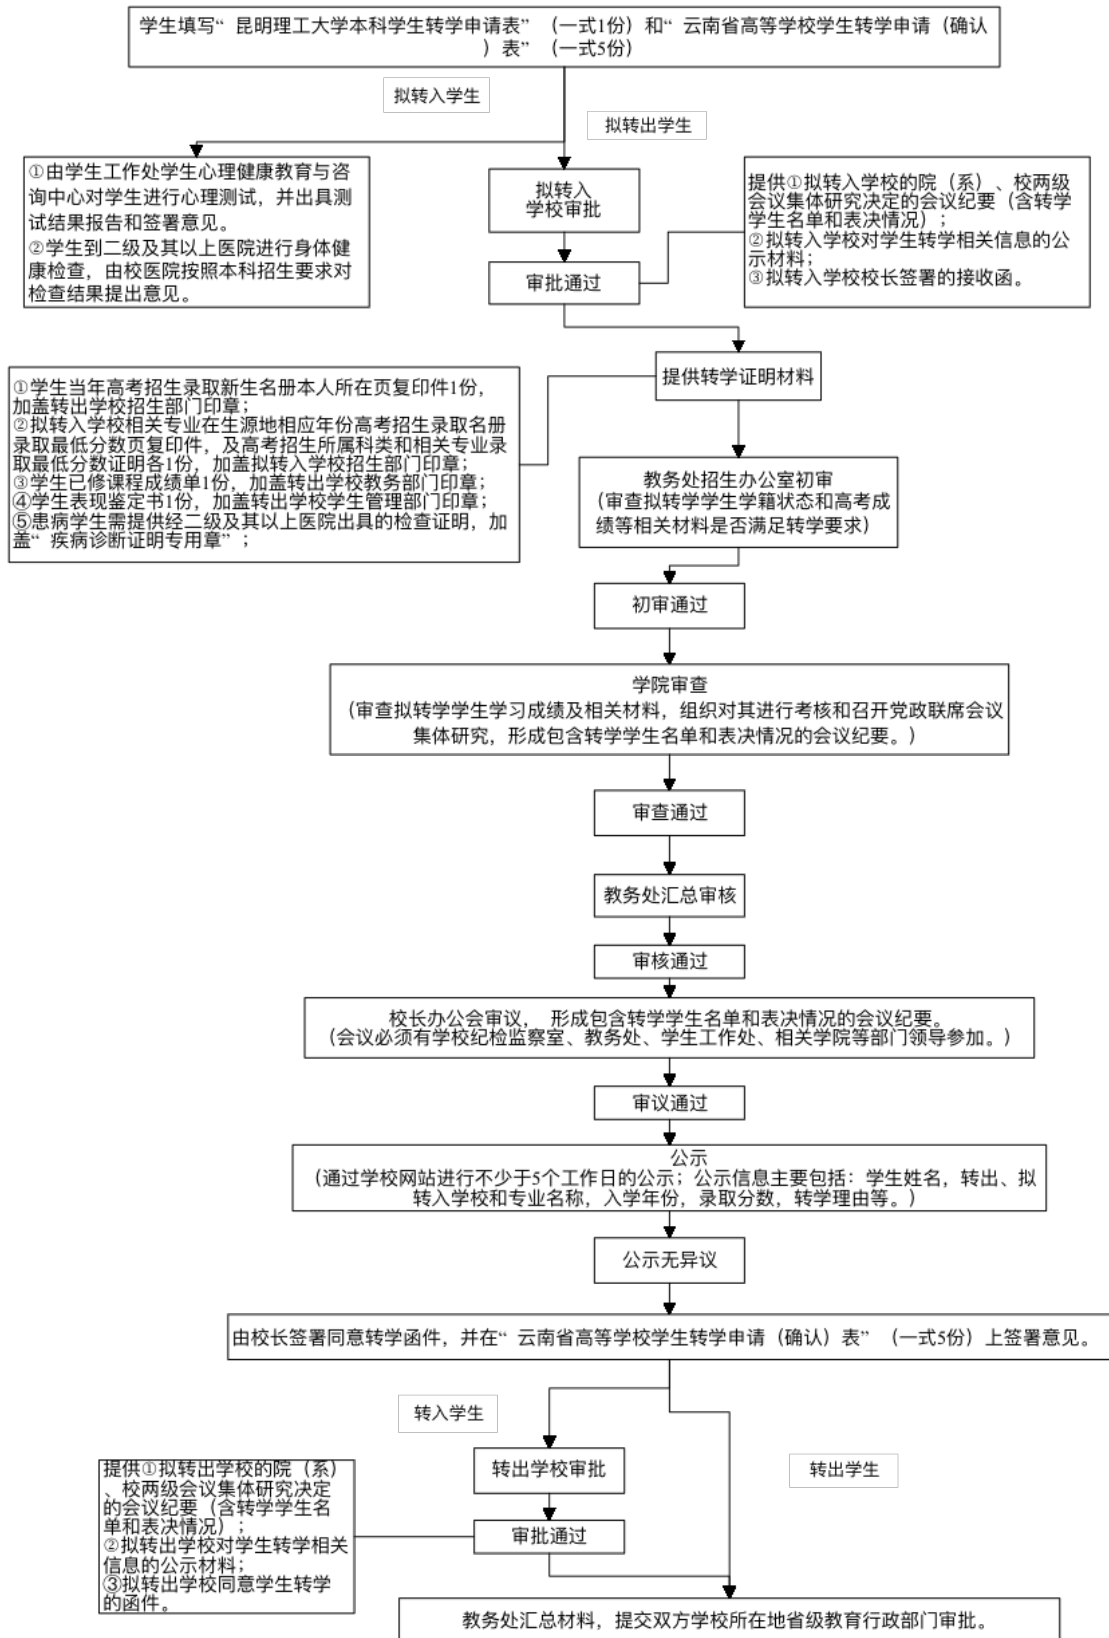 学生填写“ 昆明理工大学本科学生转学申请表” （一式1份）和“ 云南省高等学校学生转学申请（确认
）表” （一式5份）
拟转入学生
拟转出学生
①由学生工作处学生心理健康教育与咨
询中心对学生进行心理测试，并出具测
试结果报告和签署意见。
②学生到二级及其以上医院进行身体健
康检查，由校医院按照本科招生要求对
检查结果提出意见。
拟转入
学校审批
审批通过
提供①拟转入学校的院（系）、校两级
会议集体研究决定的会议纪要（含转学
学生名单和表决情况）；
②拟转入学校对学生转学相关信息的公
示材料；
③拟转入学校校长签署的接收函。
提供转学证明材料
①学生当年高考招生录取新生名册本人所在页复印件1份，
加盖转出学校招生部门印章；
②拟转入学校相关专业在生源地相应年份高考招生录取名册
录取最低分数页复印件，及高考招生所属科类和相关专业录
取最低分数证明各1份，加盖拟转入学校招生部门印章；
③学生已修课程成绩单1份，加盖转出学校教务部门印章；
④学生表现鉴定书1份，加盖转出学校学生管理部门印章；
⑤患病学生需提供经二级及其以上医院出具的检查证明，加
盖“ 疾病诊断证明专用章” ；
教务处招生办公室初审
（审查拟转学学生学籍状态和高考成
绩等相关材料是否满足转学要求）
初审通过
学院审查
（审查拟转学学生学习成绩及相关材料，组织对其进行考核和召开党政联席会议
集体研究，形成包含转学学生名单和表决情况的会议纪要。）
审查通过
教务处汇总审核
审核通过
校长办公会审议， 形成包含转学学生名单和表决情况的会议纪要。
（会议必须有学校纪检监察室、教务处、学生工作处、相关学院等部门领导参加。）
审议通过
公示
（通过学校网站进行不少于5个工作日的公示；公示信息主要包括：学生姓名，转出、拟
转入学校和专业名称，入学年份，录取分数，转学理由等。）
公示无异议
由校长签署同意转学函件，并在“ 云南省高等学校学生转学申请（确认）表” （一式5份）上签署意见。
转入学生
转出学校审批
转出学生
提供①拟转出学校的院（系）
、校两级会议集体研究决定
的会议纪要（含转学学生名
单和表决情况）；
②拟转出学校对学生转学相关
信息的公示材料；
③拟转出学校同意学生转学
的函件。
审批通过
教务处汇总材料，提交双方学校所在地省级教育行政部门审批。